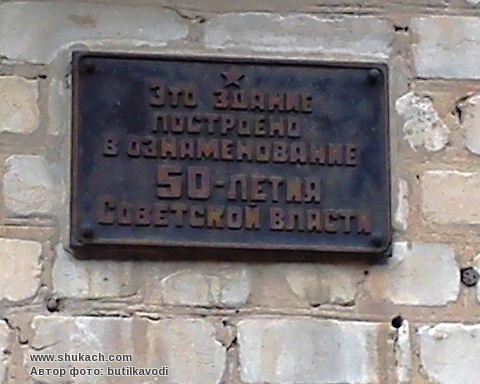 Это здание
построено
в ознаменование
50-летия
Советской власти
www.shukach.com
Автор фото: butilkavodi